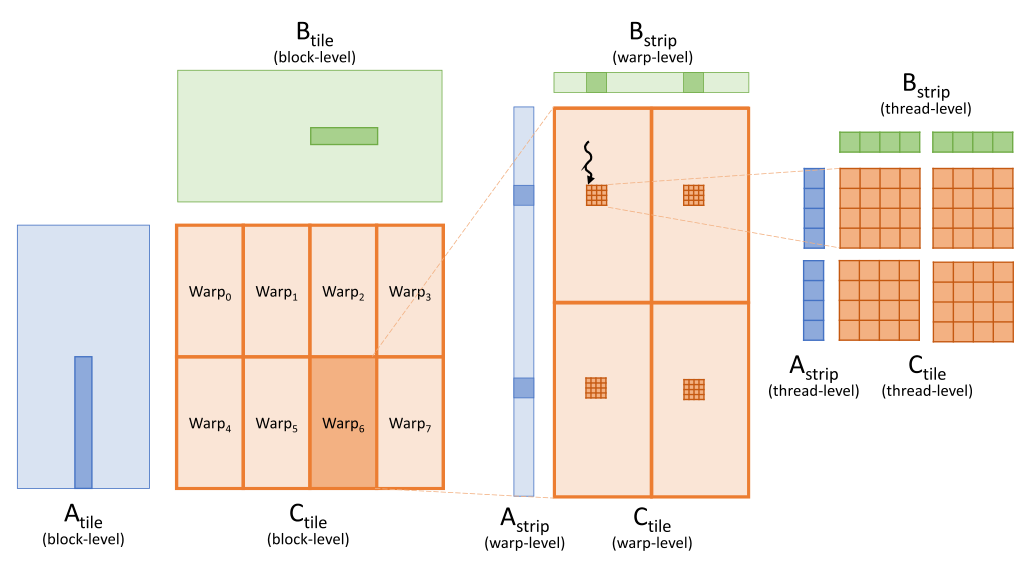 B_tile
(block-level)
B_strip
(warp-level)
B_strip
(thread-level)
Warp_0 Warp_1 Warp_2 Warp_3
Warp_4 Warp_5 Warp_6 Warp_7
A_strip
(thread-level)
C_tile
(thread-level)
A_tile
(block-level)
C_tile
(block-level)
A_strip
(warp-level)
C_tile
(warp-level)